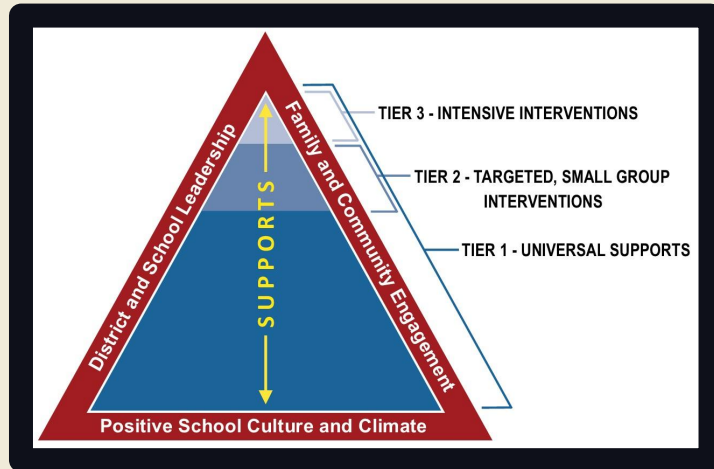 District and School Leadership
Family and Community Engagement
SUPPORTS
Positive School Culture and Climate
TIER 3 - INTENSIVE INTERVENTIONS
TIER 2 - TARGETED, SMALL GROUP
INTERVENTIONS
TIER 1 - UNIVERSAL SUPPORTS